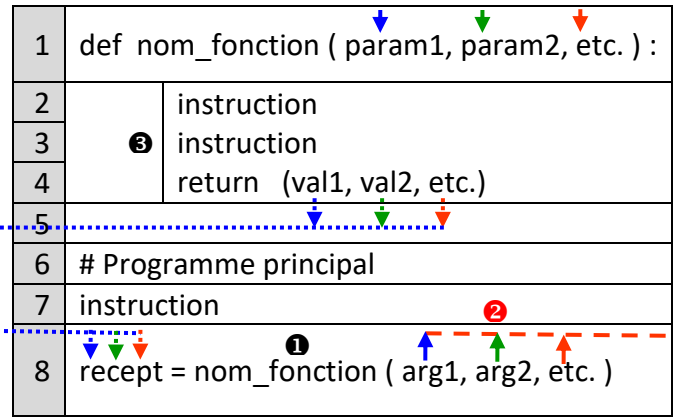 1 def nom_fonction ( param1, param2, etc. ) :
2 instruction
3 ❸ instruction
4 return (val1, val2, etc.)
5
6 # Programme principal
7 instruction
❷
❶
8 recept = nom_fonction ( arg1, arg2, etc. )